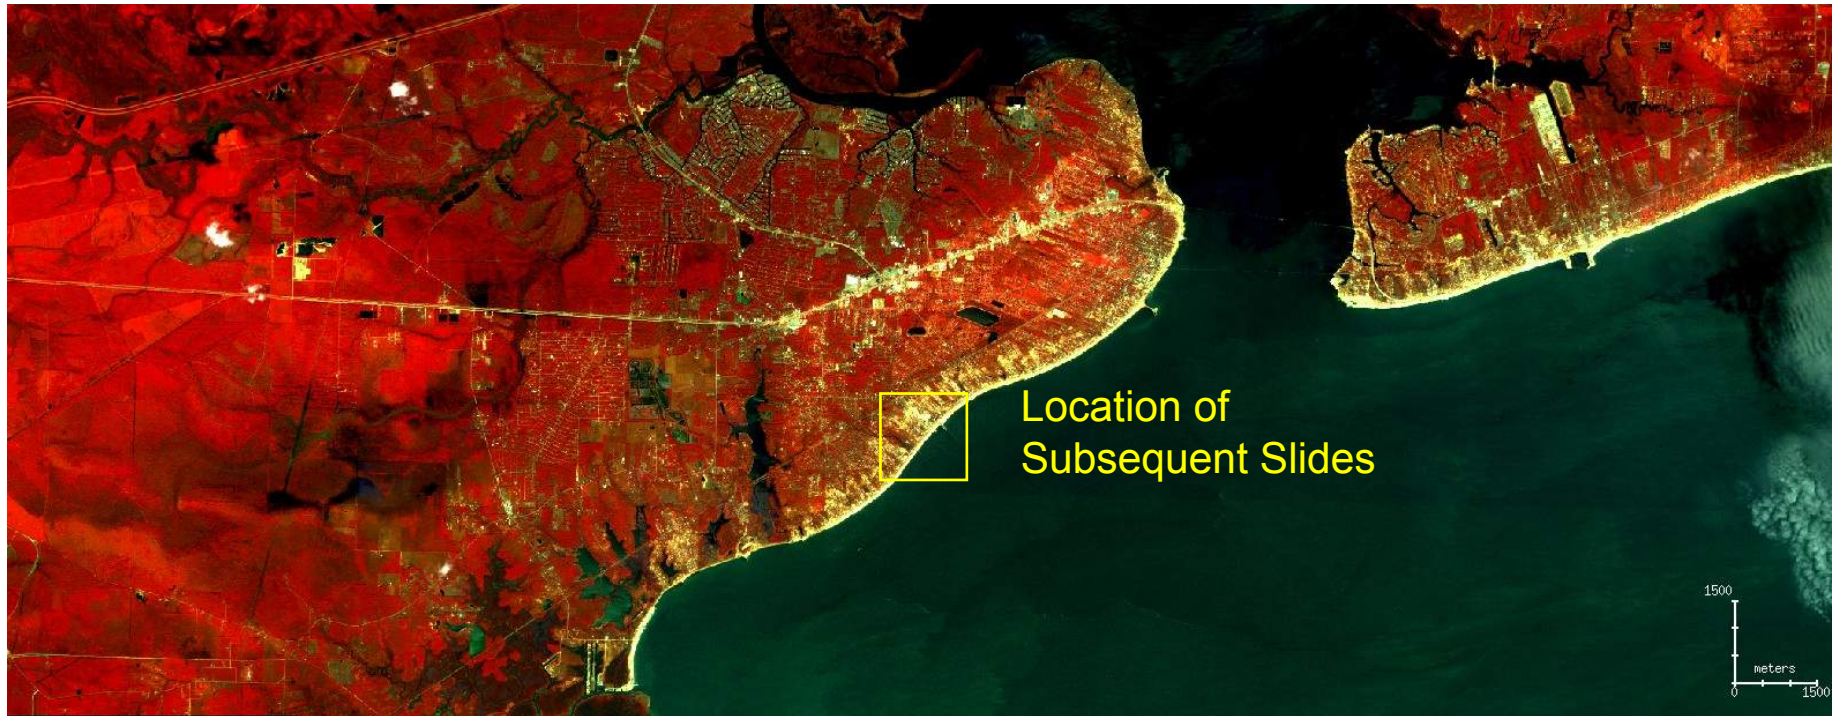 Location of
Subsequent Slides
1500
meters
0 1500